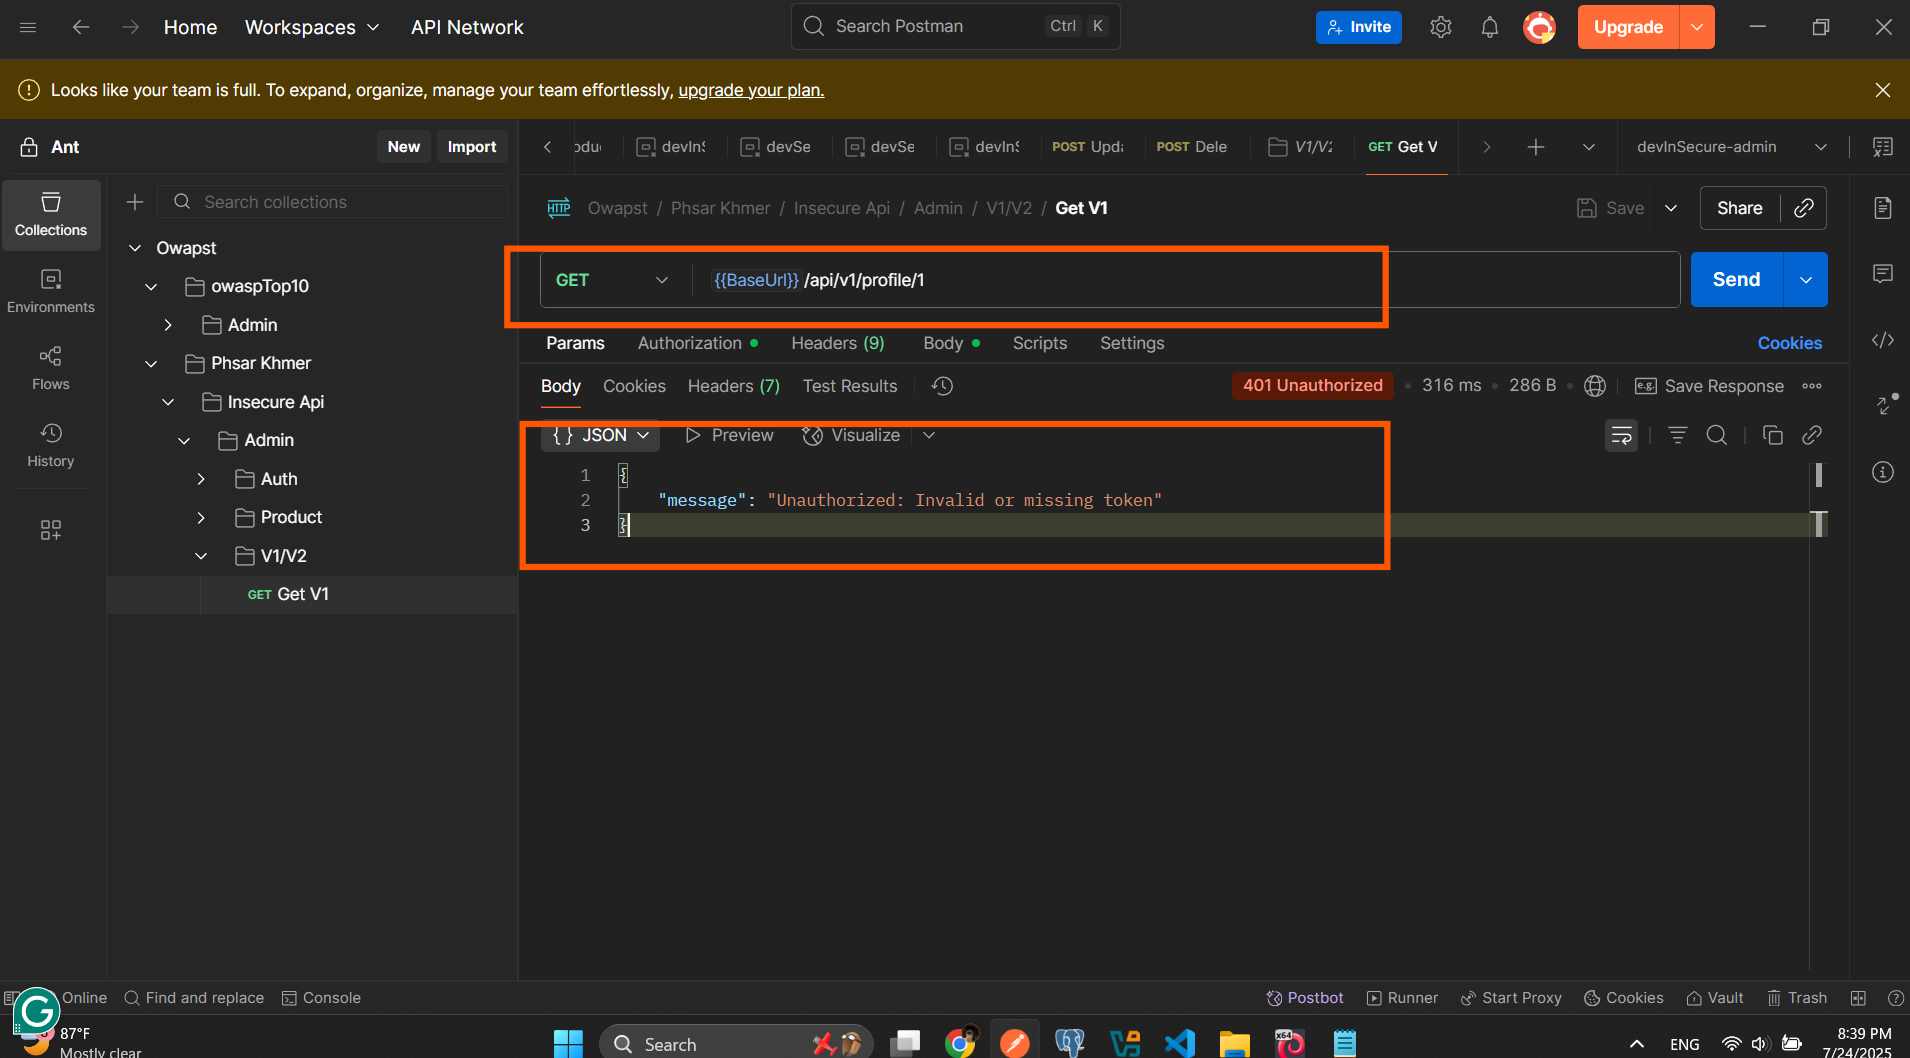 Home Workspaces API Network Search Postman Ctrl K Invite Upgrade
Looks like your team is full. To expand, organize, manage your team effortlessly, upgrade your plan.
Ant New Import odu devInS devSe devSe devInS POST Upda POST Dele V1/V2 GET Get V devInSecure-admin
Search collections
Collections
Environments
Flows
History
Owapst
owaspTop10
Admin
Phsar Khmer
Insecure Api
Admin
Auth
Product
V1/V2
GET Get V1
HTTP Owapst / Phsar Khmer / Insecure Api / Admin / V1/V2 / Get V1 Save Share
GET {{BaseUrl}} /api/v1/profile/1 Send
Params Authorization Headers (9) Body Scripts Settings Cookies
Body Cookies Headers (7) Test Results 401 Unauthorized 316 ms 286 B e.g. Save Response
{} JSON Preview Visualize
1 {
2 "message": "Unauthorized: Invalid or missing token"
3 }
Online Find and replace Console Postbot Runner Start Proxy Cookies Vault Trash
87°F
Mostly clear
Search
X64
ENG
8:39 PM
7/24/2025